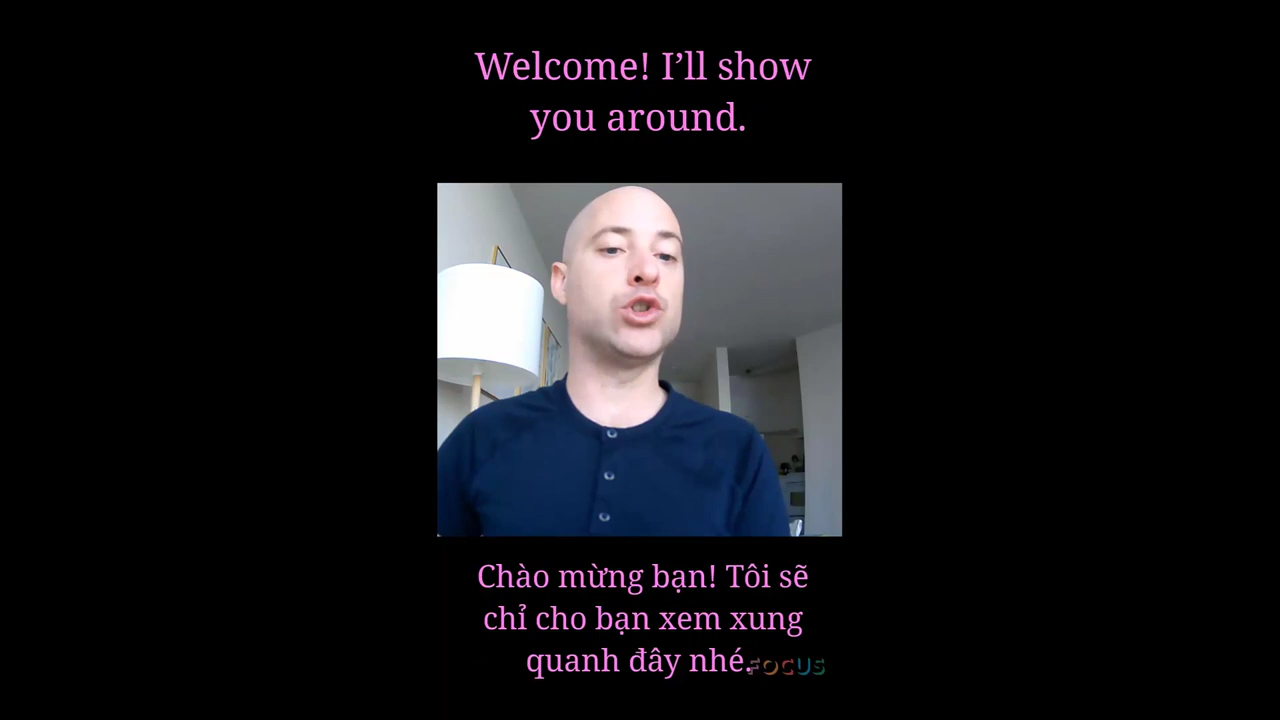 Welcome! I’ll show
you around.
Chào mừng bạn! Tôi sẽ
chỉ cho bạn xem xung
quanh đây nhé.
FOCUS